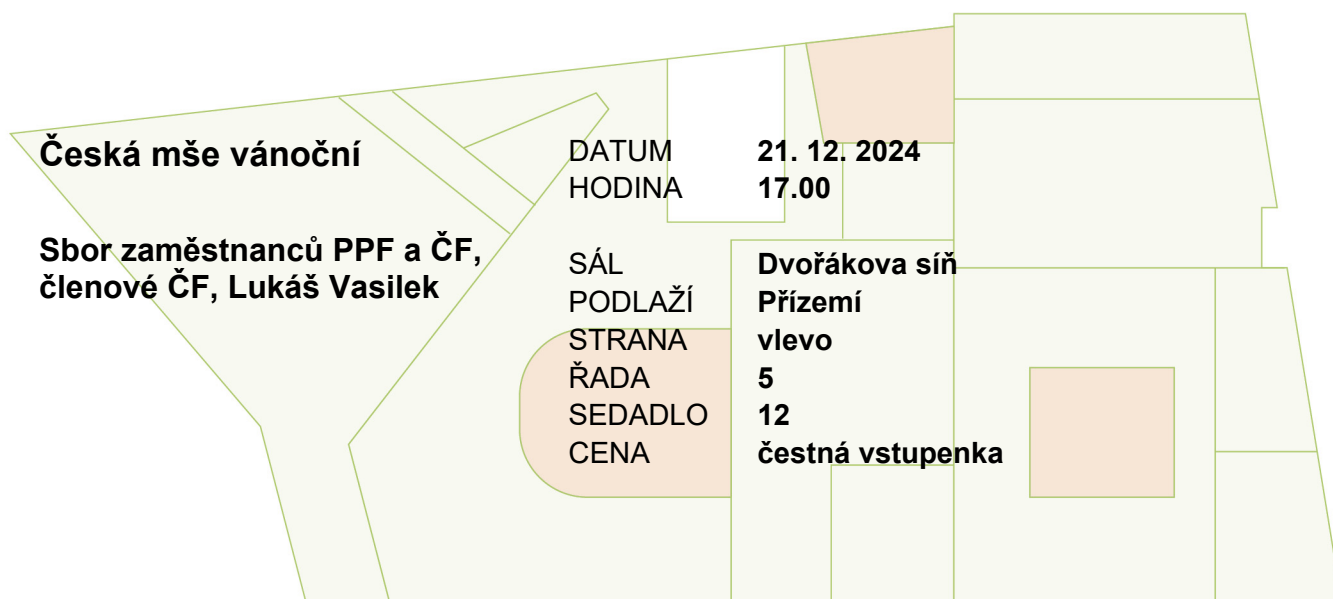 Česká mše vánoční
Sbor zaměstnanců PPF a ČF,
členové ČF, Lukáš Vasilek
DATUM 21. 12. 2024
HODINA 17.00
SÁL Dvořákova síň
PODLAŽÍ Přízemí
STRANA vlevo
ŘADA 5
SEDADLO 12
CENA čestná vstupenka